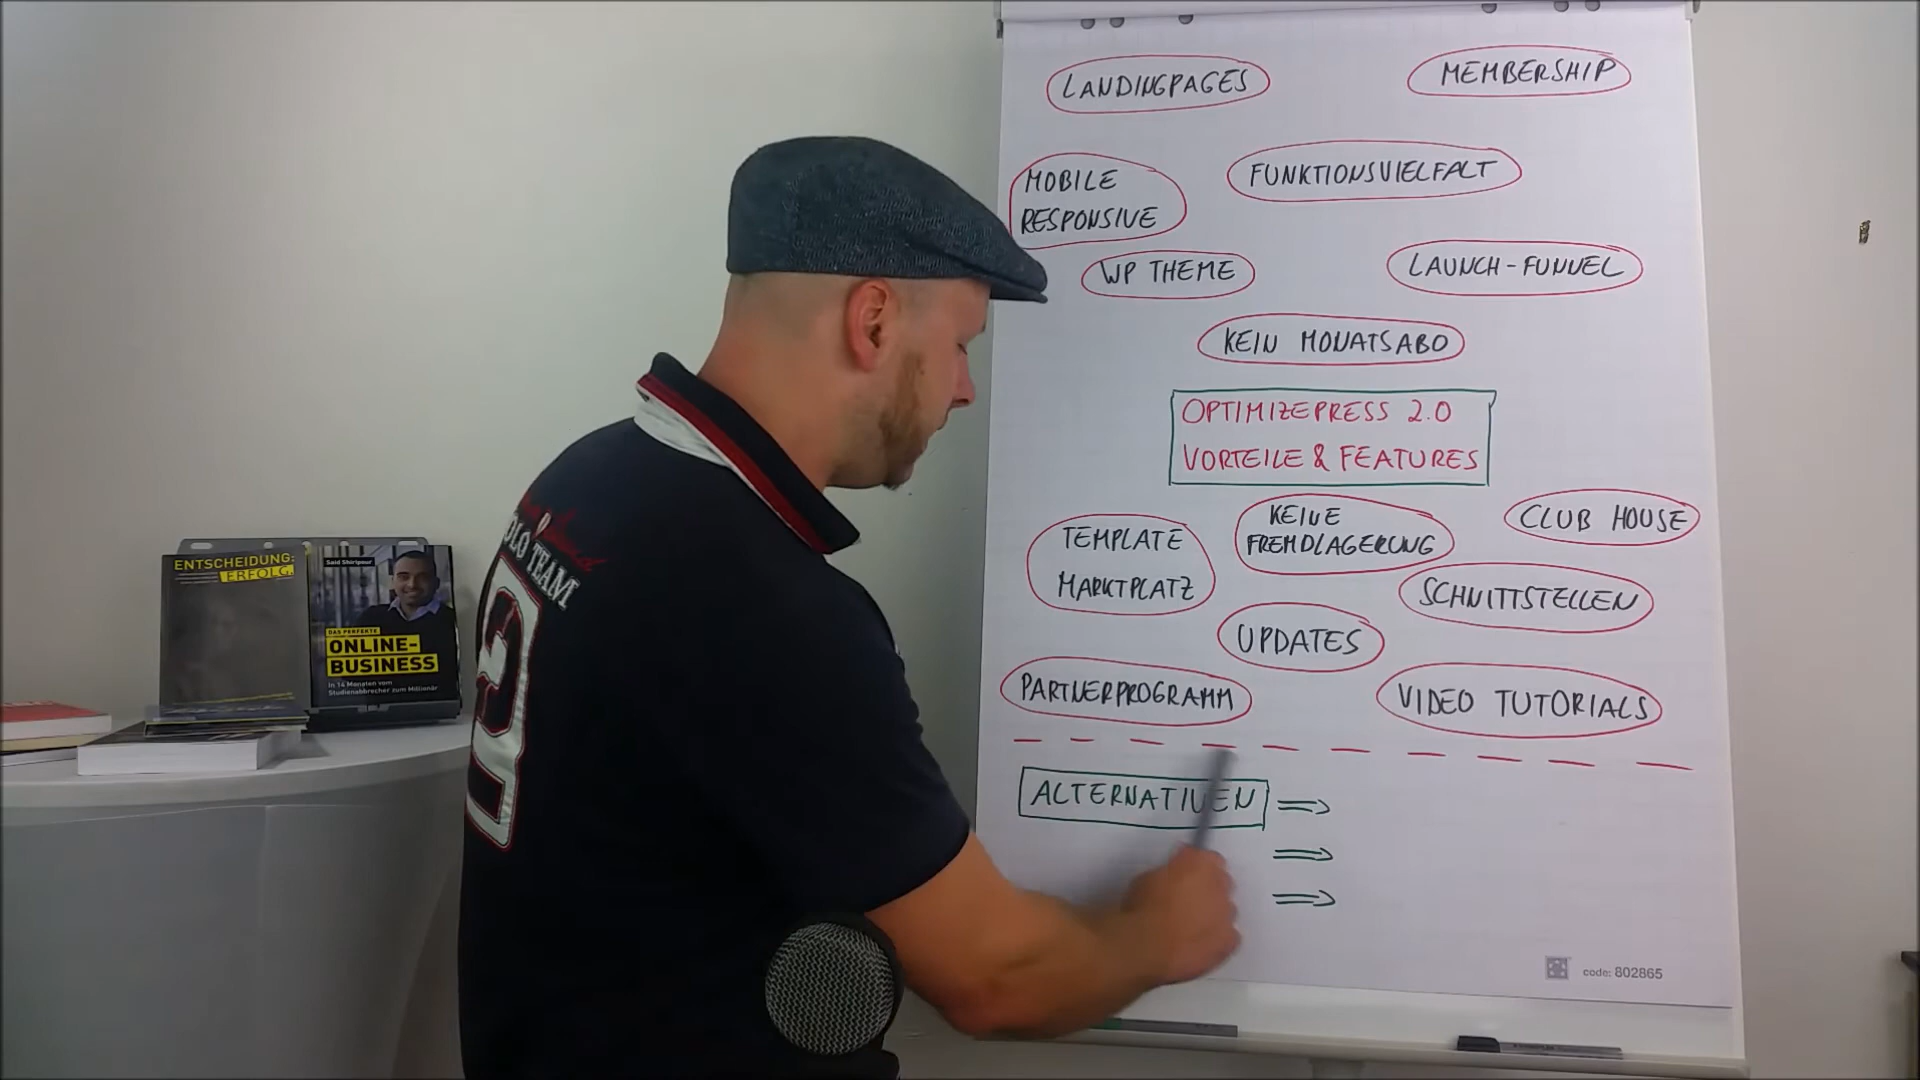 LANDINGPAGES
MEMBERSHIP
MOBILE
RESPONSIVE
FUNKTIONSVIELFALT
WP THEME
LAUNCH-FUNNEL
KEIN MONATSABO
OPTIMIZEPRESS 2.0
VORTEILE & FEATURES
TEMPLATE
MARKTPLATZ
KEINE
FREMDLAGERUNG
CLUB HOUSE
SCHNITTSTELLEN
UPDATES
PARTNERPROGRAMM
VIDEO TUTORIALS
ALTERNATIVEN
code: 802865
ENTSCHEIDUNG:
ERFOLG.
Said Shiripour
DAS PERFEKTE
ONLINE-
BUSINESS
In 14 Monaten vom
Studienabbrecher zum Millionär
OLO TEAM